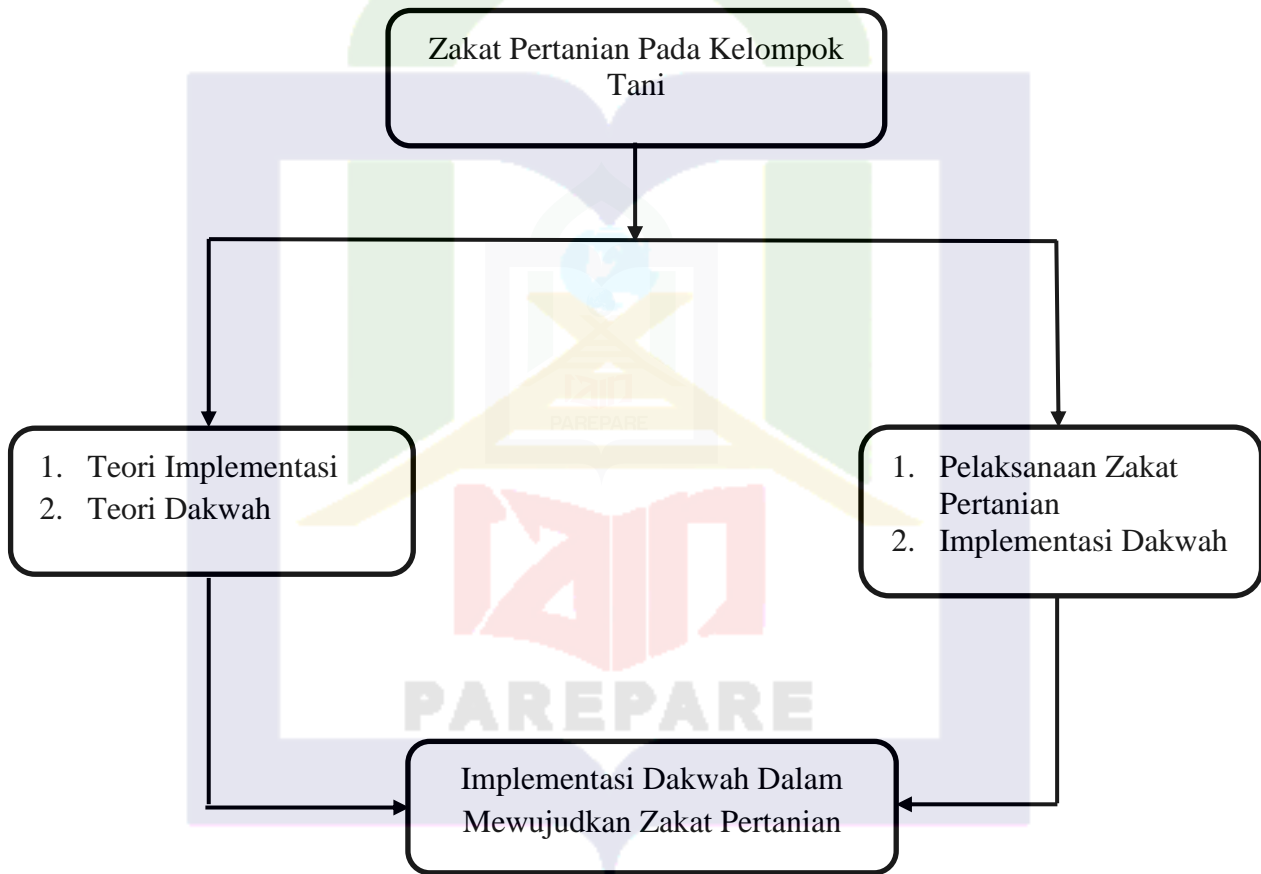 Zakat Pertanian Pada Kelompok
Tani
1. Teori Implementasi
2. Teori Dakwah
1. Pelaksanaan Zakat
Pertanian
2. Implementasi Dakwah
PAREPARE
PAREPARE
Implementasi Dakwah Dalam
Mewujudkan Zakat Pertanian